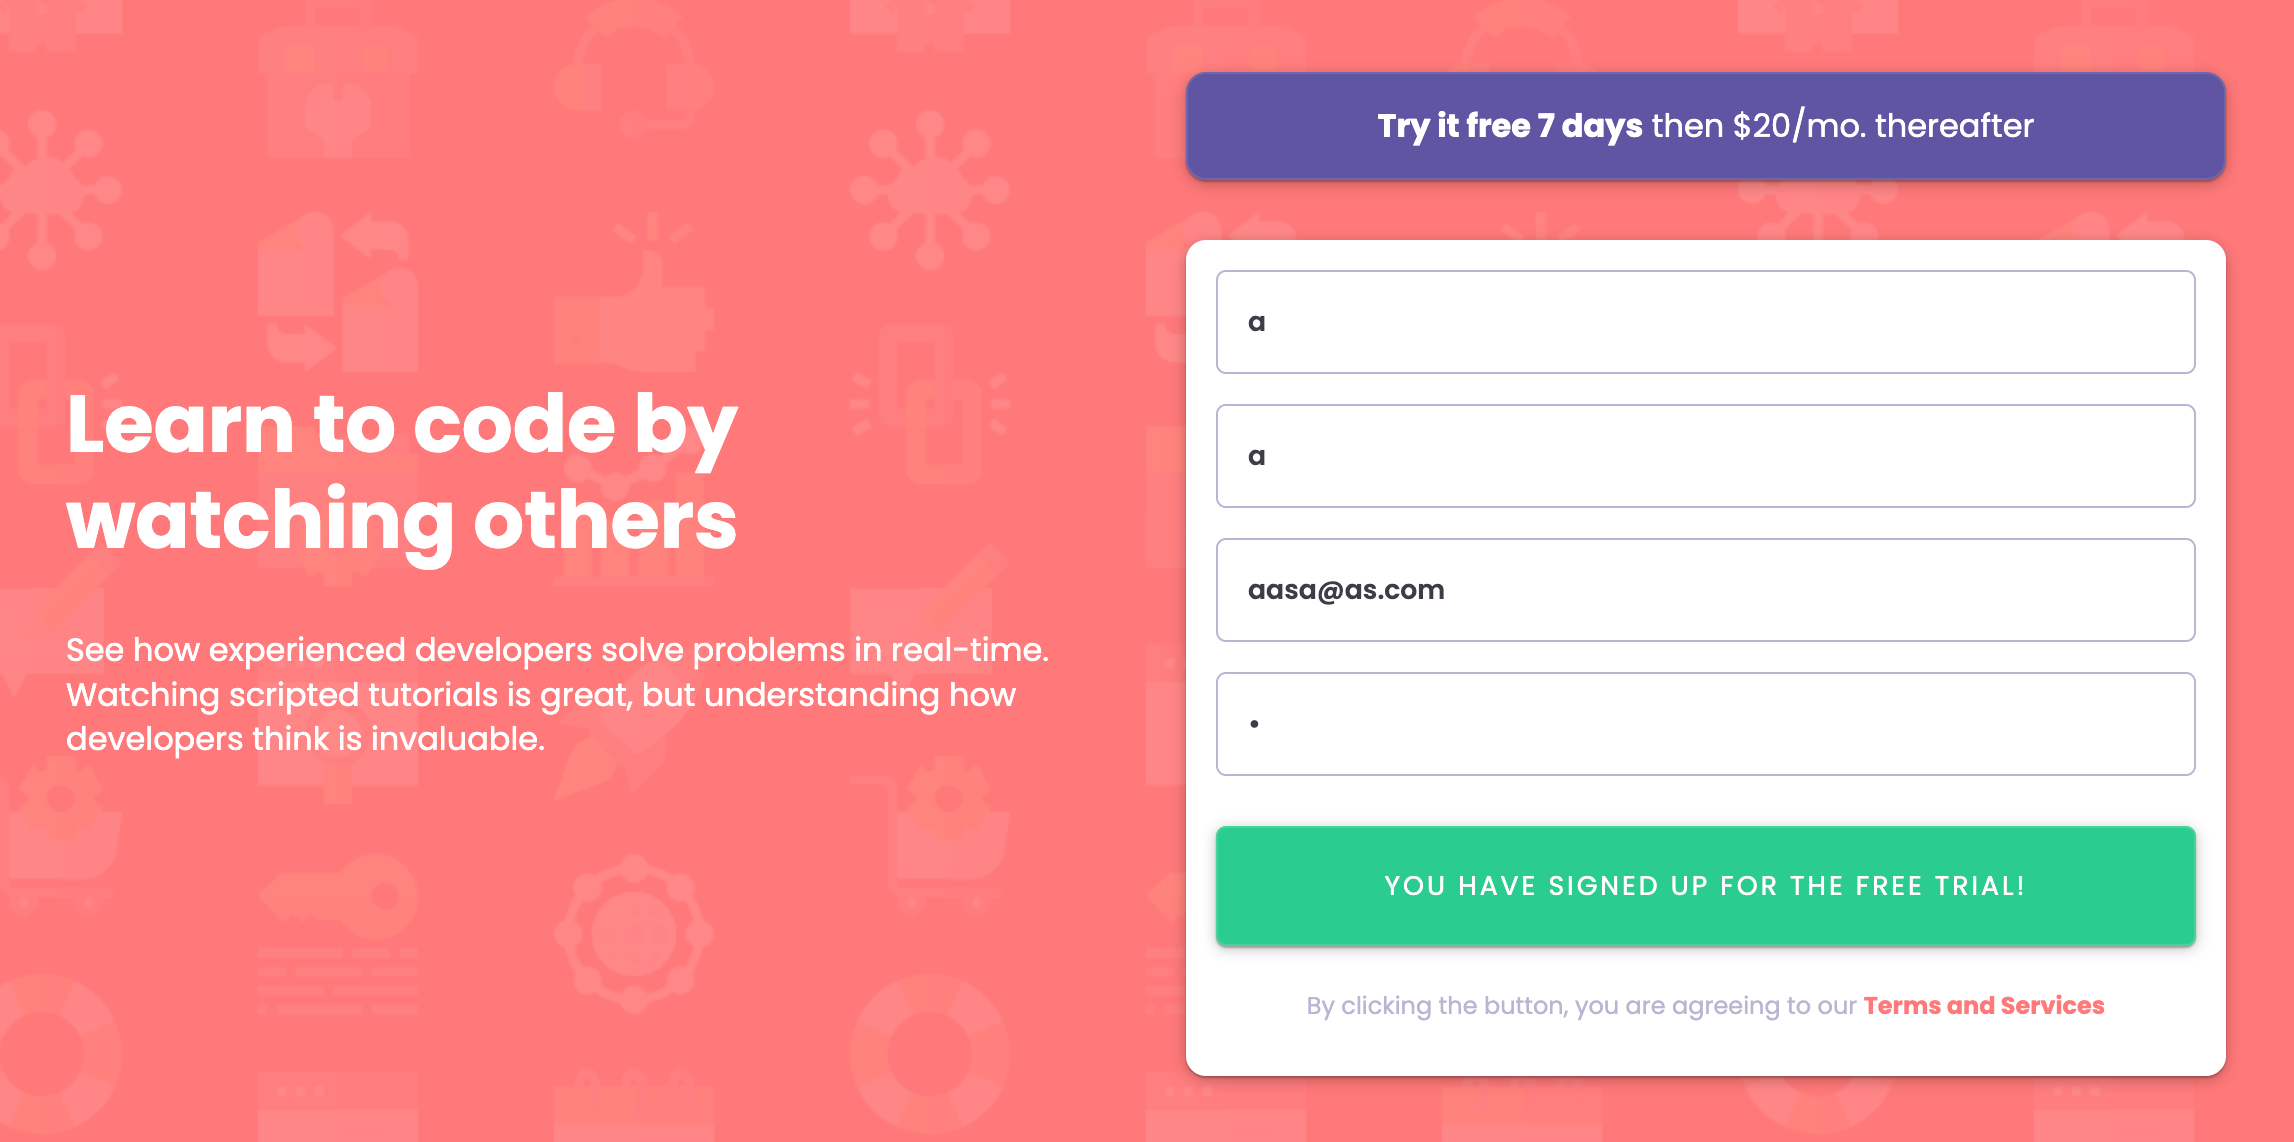 Learn to code by
watching others
See how experienced developers solve problems in real-time.
Watching scripted tutorials is great, but understanding how
developers think is invaluable.
Try it free 7 days then $20/mo. thereafter
a
a
aasa@as.com
•
YOU HAVE SIGNED UP FOR THE FREE TRIAL!
By clicking the button, you are agreeing to our Terms and Services